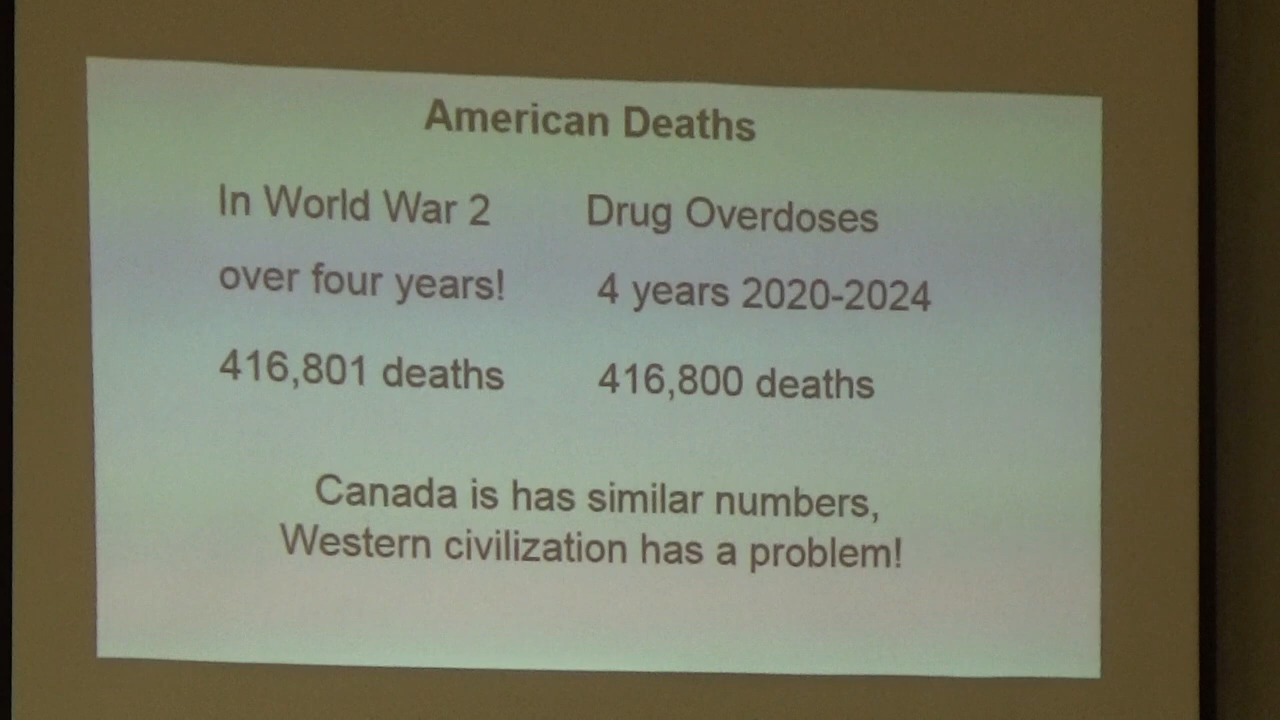 American Deaths
In World War 2
over four years!
416,801 deaths
Drug Overdoses
4 years 2020-2024
416,800 deaths
Canada is has similar numbers,
Western civilization has a problem!